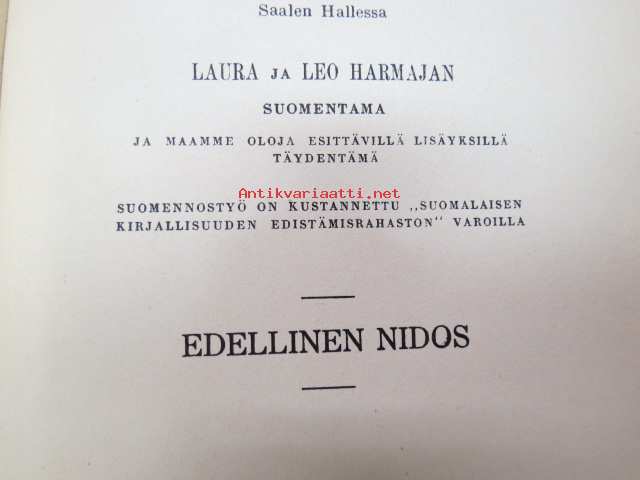 Saalen Hallessa
LAURA JA LEO HARMAJAN
SUOMENTAMA
JA MAAMME OLOJA ESITTÄVILLÄ LISÄYKSILLÄ
TÄYDENTÄMÄ
Antikvariaatti.net
SUOMENNOSTYÖ ON KUSTANNETTU „SUOMALAISEN
KIRJALLISUUDEN EDISTÄMISRAHASTON" VAROILLA
EDELLINEN NIDOS